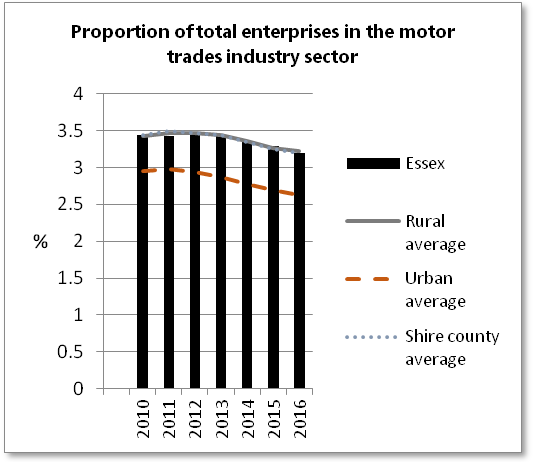 Proportion of total enterprises in the motor
trades industry sector
4
3.5
3
2.5
2
1.5
1
0.5
0
%
2010
2011
2012
2013
2014
2015
2016
Essex
Rural
average
Urban
average
Shire county
average